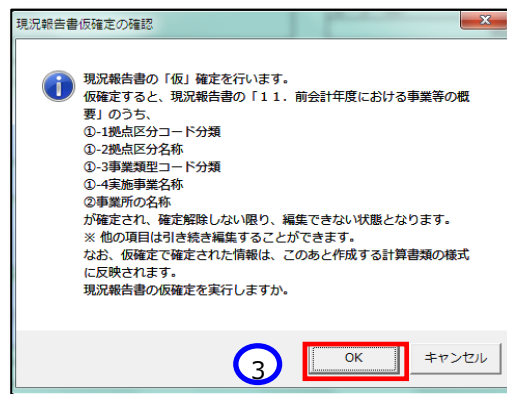 現況報告書仮確定の確認
x
現況報告書の「仮」確定を行います。
仮確定すると、現況報告書の「１１．前会計年度における事業等の概
要」のうち、
①-1拠点区分コード分類
①-2拠点区分名称
①-3事業類型コード分類
①-4実施事業名称
②事業所の名称
が確定され、確定解除しない限り、編集できない状態となります。
※ 他の項目は引き続き編集することができます。
なお、仮確定で確定された情報は、このあと作成する計算書類の様式
に反映されます。
現況報告書の仮確定を実行しますか。
3
OK
キャンセル